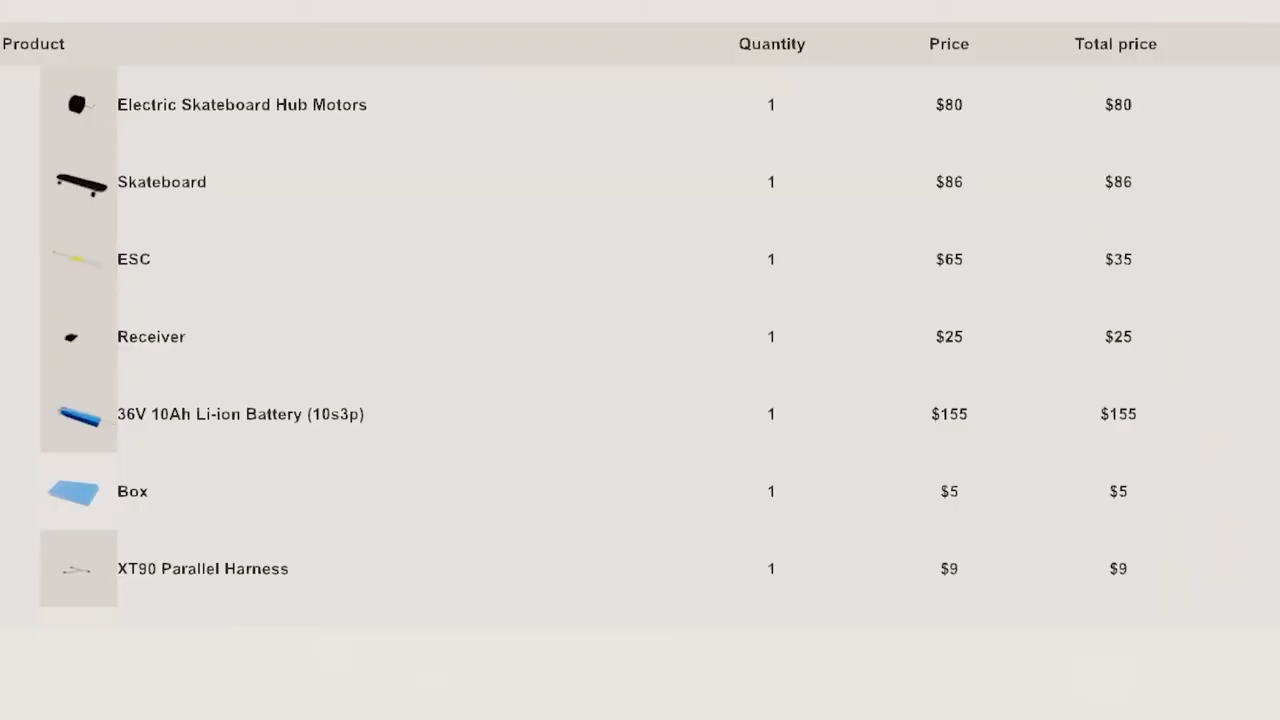 Product Quantity Price Total price
Electric Skateboard Hub Motors 1 $80 $80
Skateboard 1 $86 $86
ESC 1 $65 $35
Receiver 1 $25 $25
36V 10Ah Li-ion Battery (10s3p) 1 $155 $155
Box 1 $5 $5
XT90 Parallel Harness 1 $9 $9